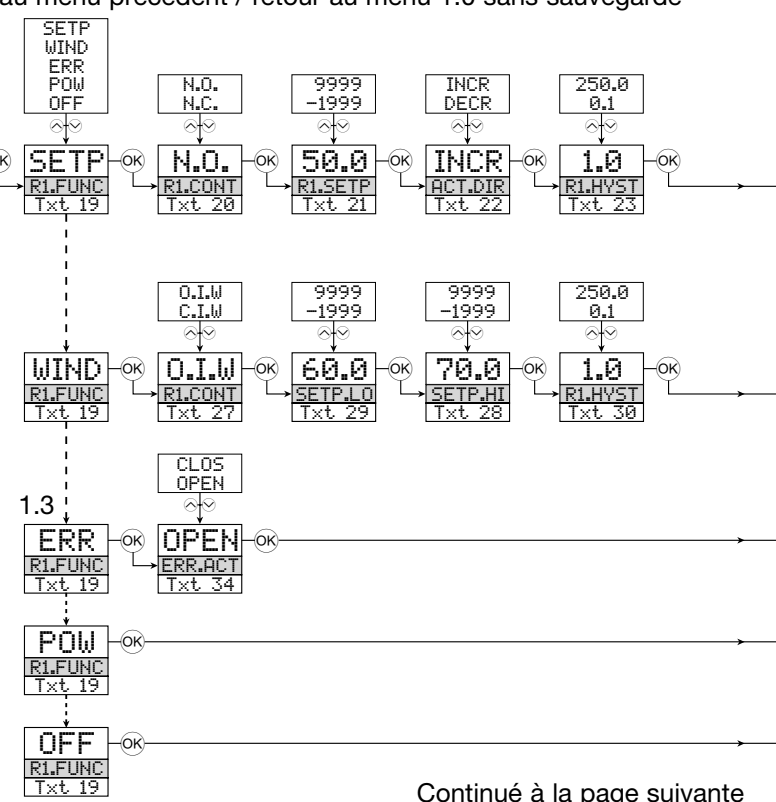 au menu précédent / retour au menu 1.0 sans sauvegarde
SETP
WIND
ERR
POW
OFF
N.O.
N.C.
9999
-1999
INCR
DECR
250.0
0.1
SETP
R1.FUNC
Txt 19
OK
N.O.
R1.CONT
Txt 20
OK
50.0
R1.SETP
Txt 21
OK
INCR
ACT.DIR
Txt 22
OK
1.0
R1.HYST
Txt 23
OK
O.I.W
C.I.W
9999
-1999
9999
-1999
250.0
0.1
WIND
R1.FUNC
Txt 19
OK
O.I.W
R1.CONT
Txt 27
OK
60.0
SETP.LO
Txt 29
OK
70.0
SETP.HI
Txt 28
OK
1.0
R1.HYST
Txt 30
OK
CLOS
OPEN
1.3
ERR
R1.FUNC
Txt 19
OK
OPEN
ERR.ACT
Txt 34
OK
POW
R1.FUNC
Txt 19
OK
OFF
R1.FUNC
Txt 19
OK
Continué à la page suivante